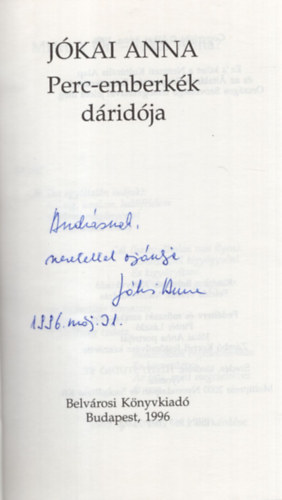 JÓKAI ANNA
Perc-emberkék
dáridója
Andrásnak,
szeretettel ajánlja
Jókai Anna
1996. máj. 31.
Belvárosi Könyvkiadó
Budapest, 1996